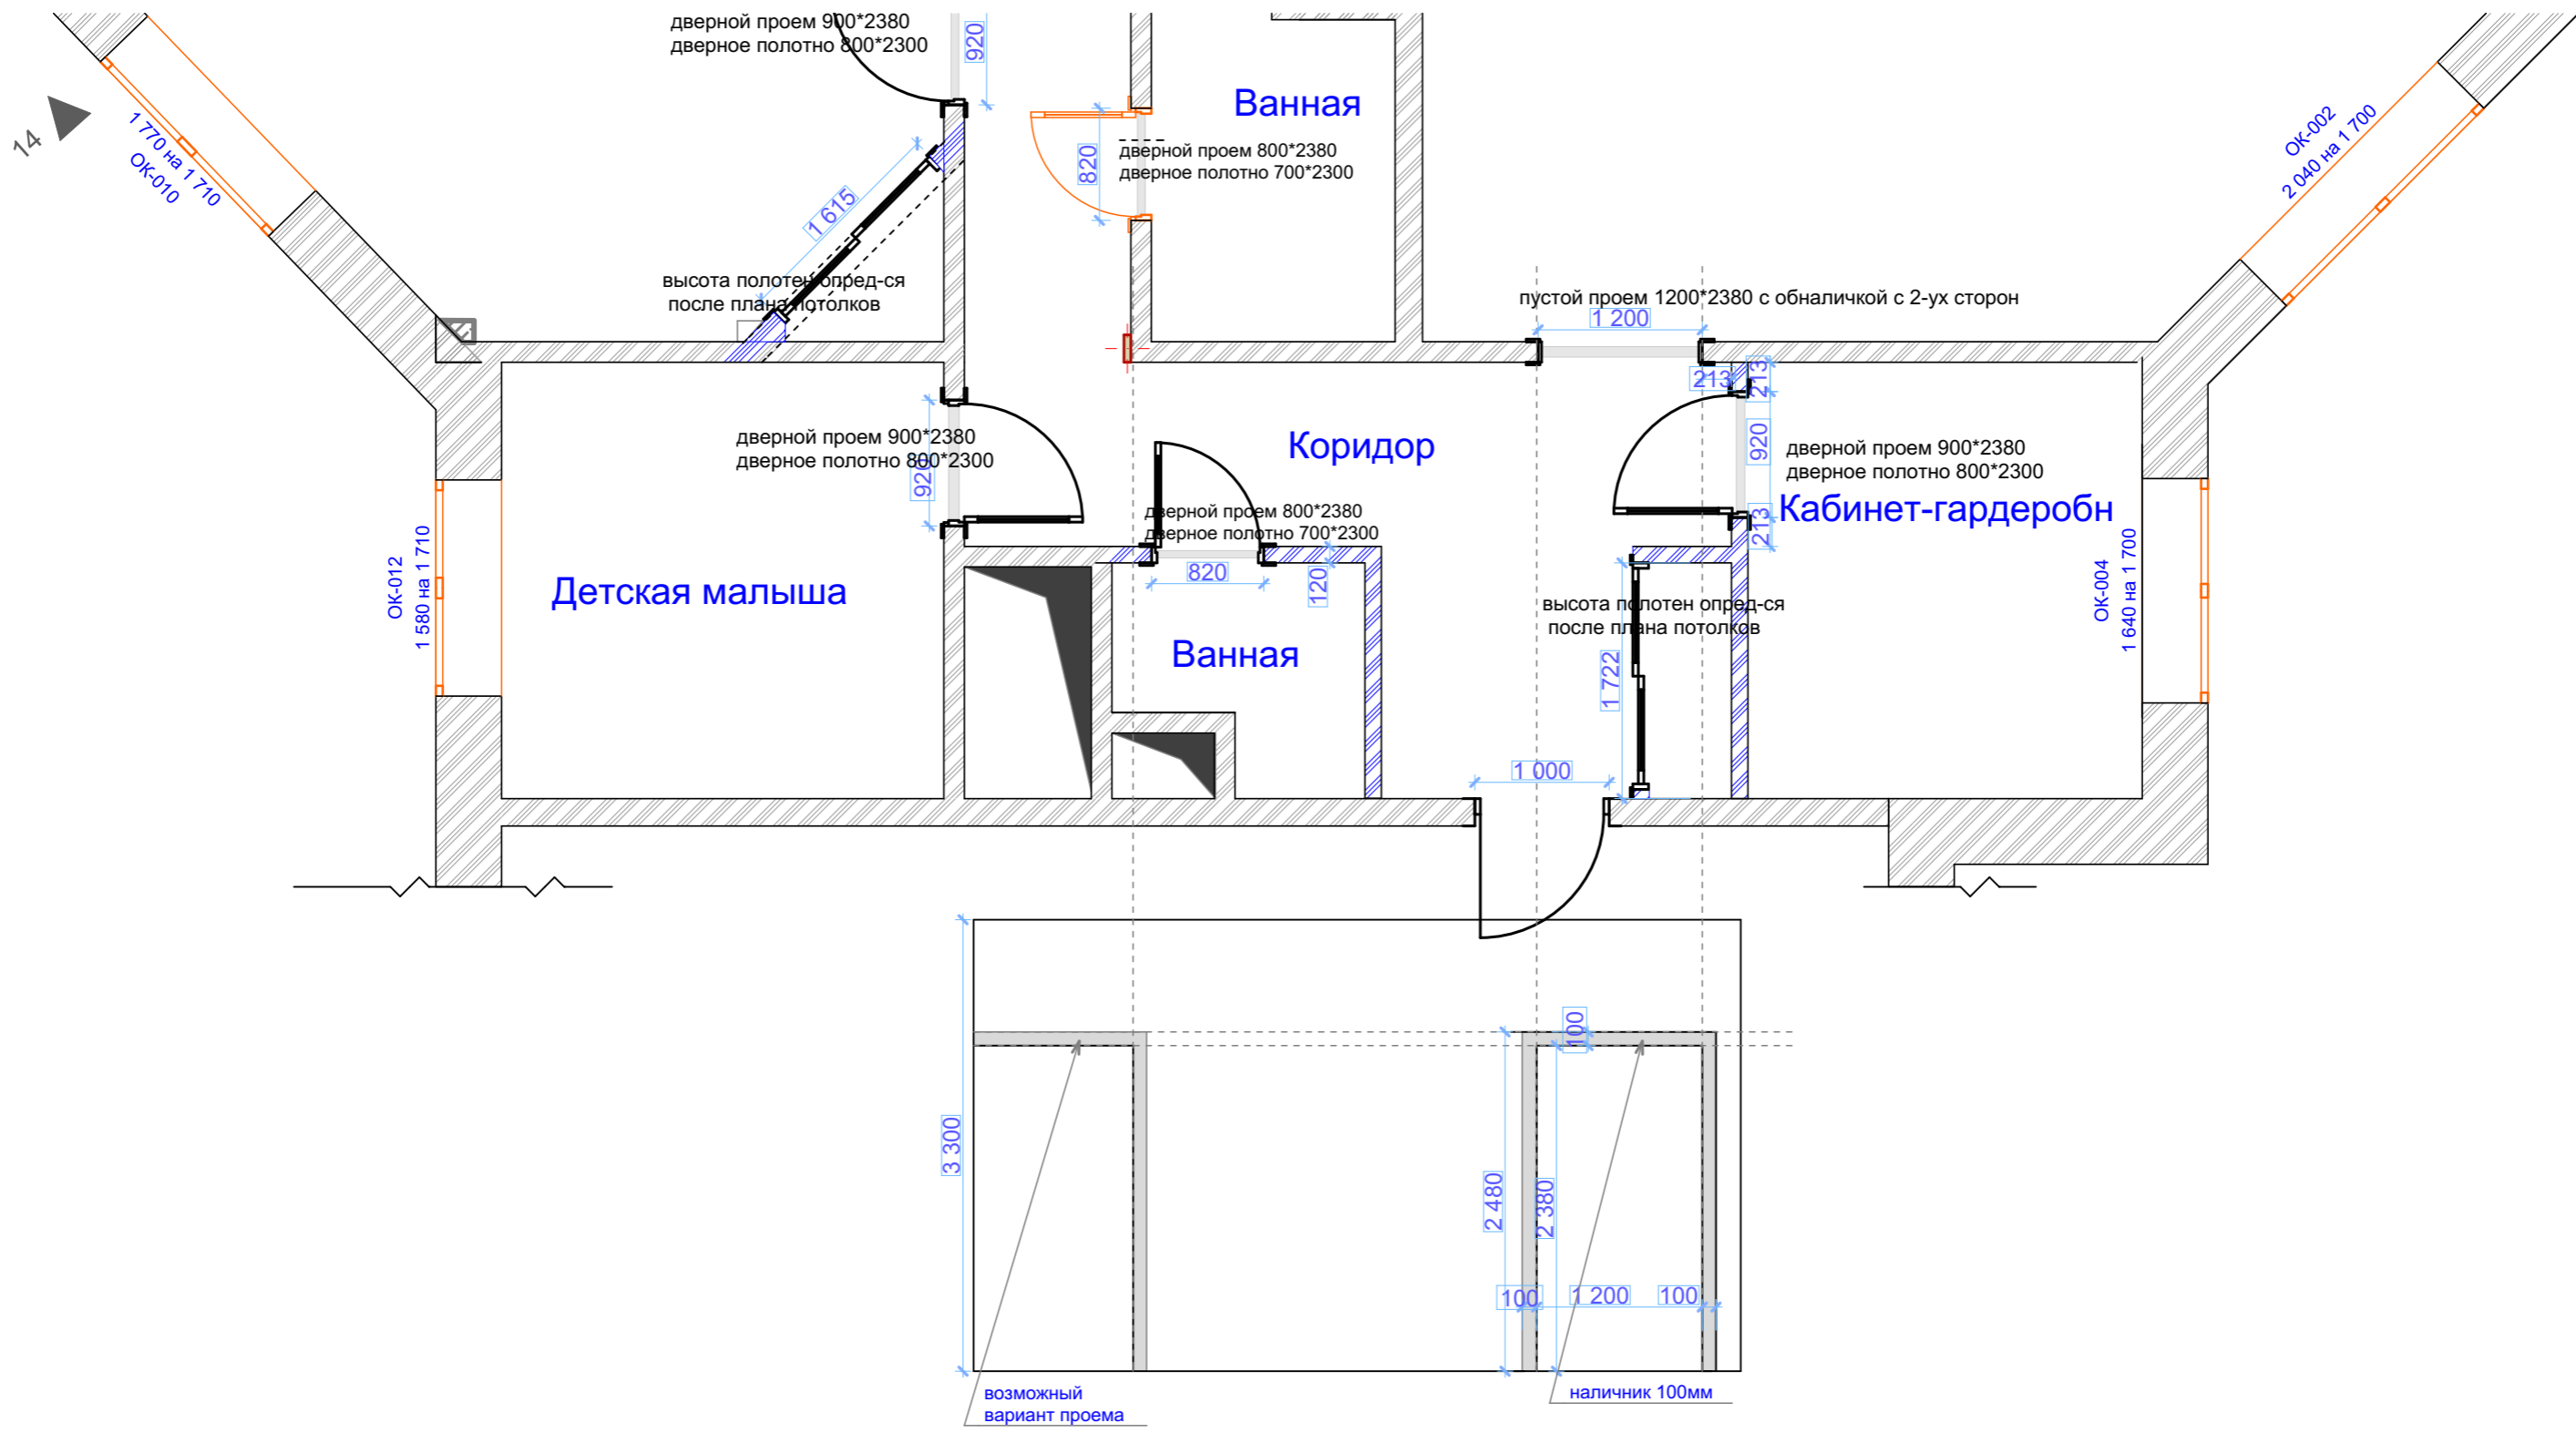 дверной проем 900*2380
дверное полотно 800*2300
920
Ванная
14
1 770 на 1 710
ОК-010
820
дверной проем 800*2380
дверное полотно 700*2300
ОК-002
2 040 на 1 700
1 615
высота полотен опред-ся
после плана потолков
пустой проем 1200*2380 с обналичкой с 2-ух сторон
1 200
213
213
дверной проем 900*2380
дверное полотно 800*2300
920
Коридор
920
дверной проем 900*2380
дверное полотно 800*2300
Кабинет-гардеробн
213
дверной проем 800*2380
дверное полотно 700*2300
820
120
ОК-012
1 580 на 1 710
Детская малыша
Ванная
высота полотен опред-ся
после плана потолков
1 722
ОК-004
1 640 на 1 700
1 000
3 300
100
2 480
2 380
100
1 200
100
возможный
вариант проема
наличник 100мм